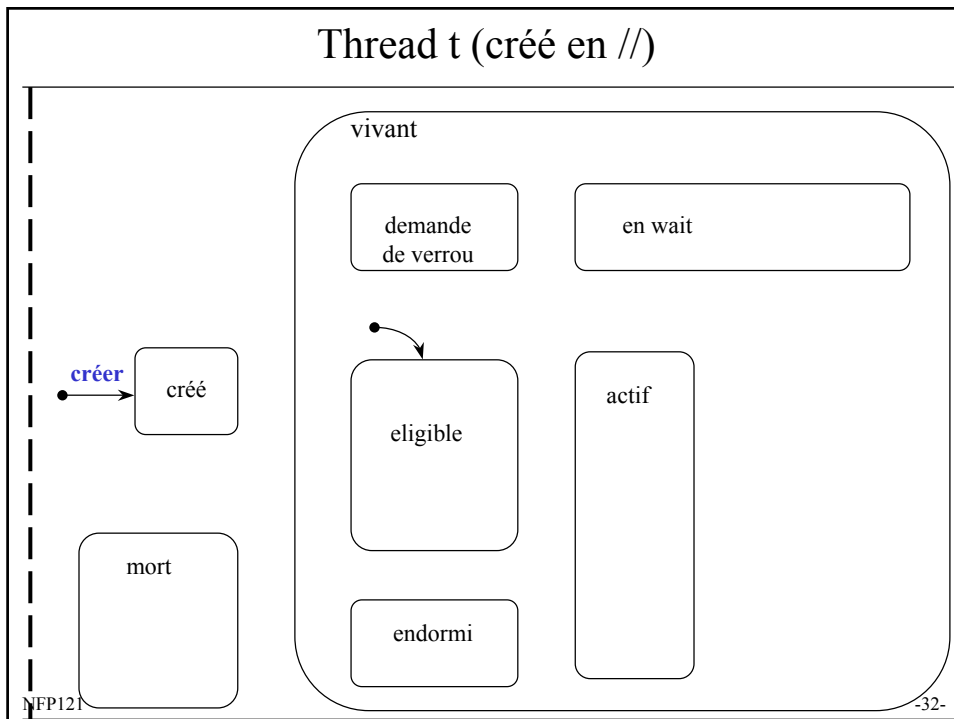 Thread t (créé en //)
vivant
demande
de verrou
en wait
créer
créé
eligible
actif
mort
endormi
NFP121
-32-